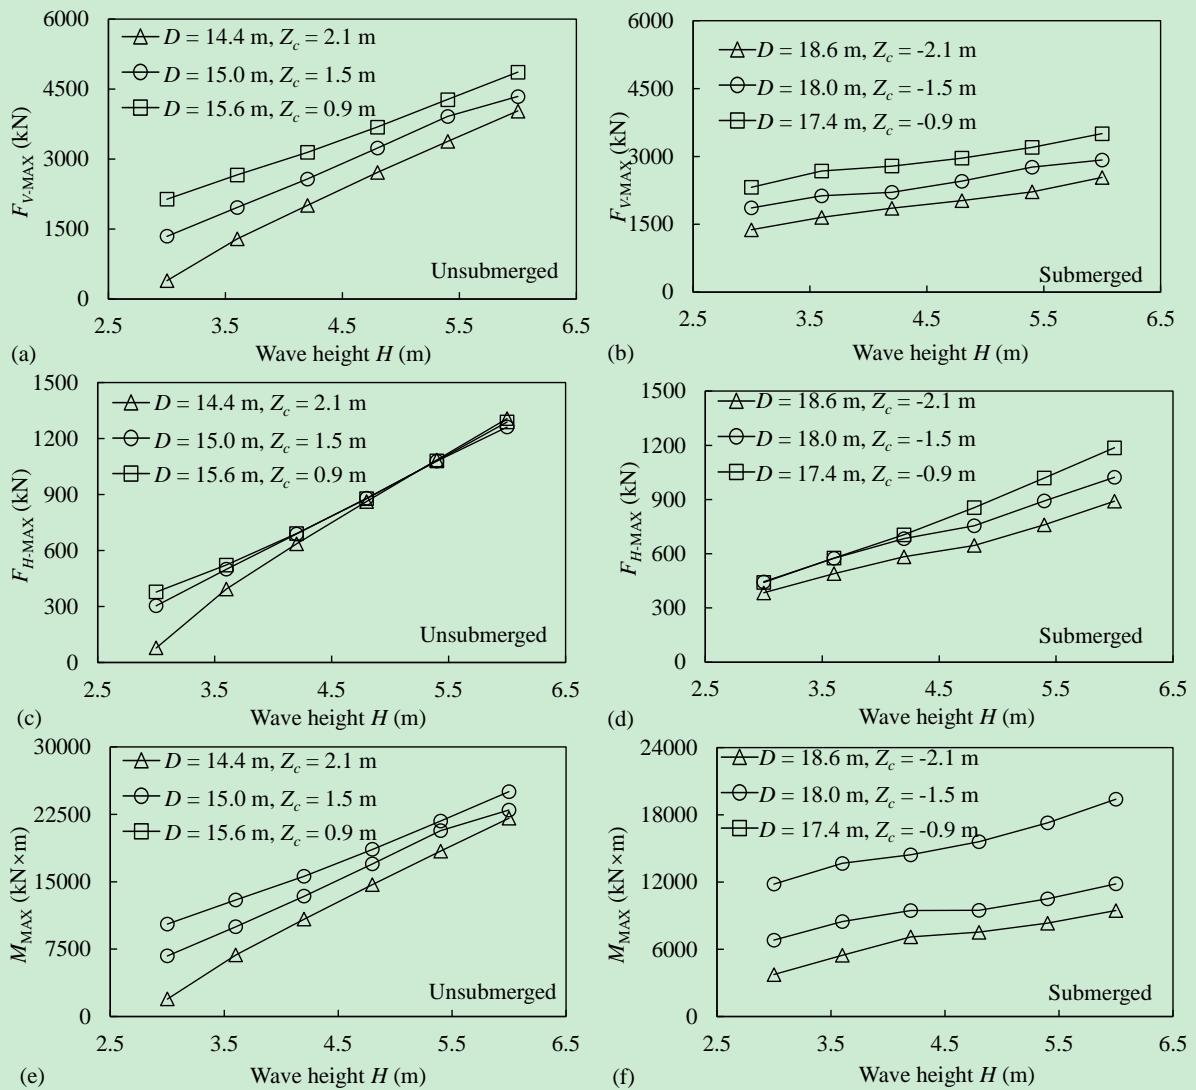 6000
4500
3000
1500
0
F_V-MAX (kN)
D = 14.4 m, Z_c = 2.1 m
D = 15.0 m, Z_c = 1.5 m
D = 15.6 m, Z_c = 0.9 m
Unsubmerged
2.5 3.5 4.5 5.5 6.5
(a) Wave height H (m)
6000
4500
3000
1500
0
F_V-MAX (kN)
D = 18.6 m, Z_c = -2.1 m
D = 18.0 m, Z_c = -1.5 m
D = 17.4 m, Z_c = -0.9 m
Submerged
2.5 3.5 4.5 5.5 6.5
(b) Wave height H (m)
1500
1200
900
600
300
0
F_H-MAX (kN)
D = 14.4 m, Z_c = 2.1 m
D = 15.0 m, Z_c = 1.5 m
D = 15.6 m, Z_c = 0.9 m
Unsubmerged
2.5 3.5 4.5 5.5 6.5
(c) Wave height H (m)
1500
1200
900
600
300
0
F_H-MAX (kN)
D = 18.6 m, Z_c = -2.1 m
D = 18.0 m, Z_c = -1.5 m
D = 17.4 m, Z_c = -0.9 m
Submerged
2.5 3.5 4.5 5.5 6.5
(d) Wave height H (m)
30000
22500
15000
7500
0
M_MAX (kN×m)
D = 14.4 m, Z_c = 2.1 m
D = 15.0 m, Z_c = 1.5 m
D = 15.6 m, Z_c = 0.9 m
Unsubmerged
2.5 3.5 4.5 5.5 6.5
(e) Wave height H (m)
24000
18000
12000
6000
0
M_MAX (kN×m)
D = 18.6 m, Z_c = -2.1 m
D = 18.0 m, Z_c = -1.5 m
D = 17.4 m, Z_c = -0.9 m
Submerged
2.5 3.5 4.5 5.5 6.5
(f) Wave height H (m)